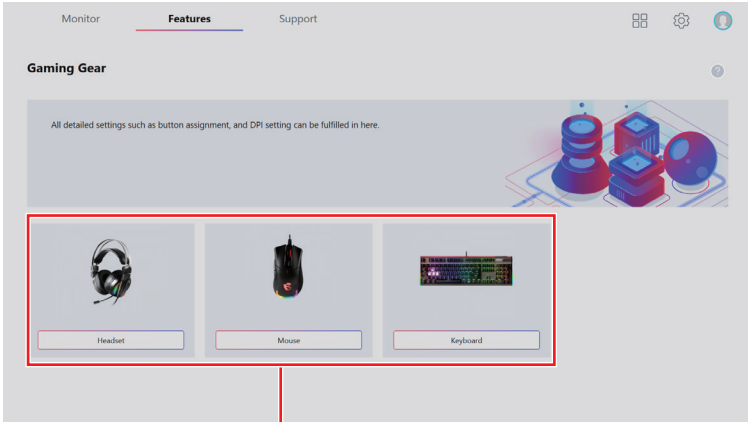 Monitor Features Support
Gaming Gear
?
All detailed settings such as button assignment, and DPI setting can be fulfilled in here.
Headset Mouse Keyboard